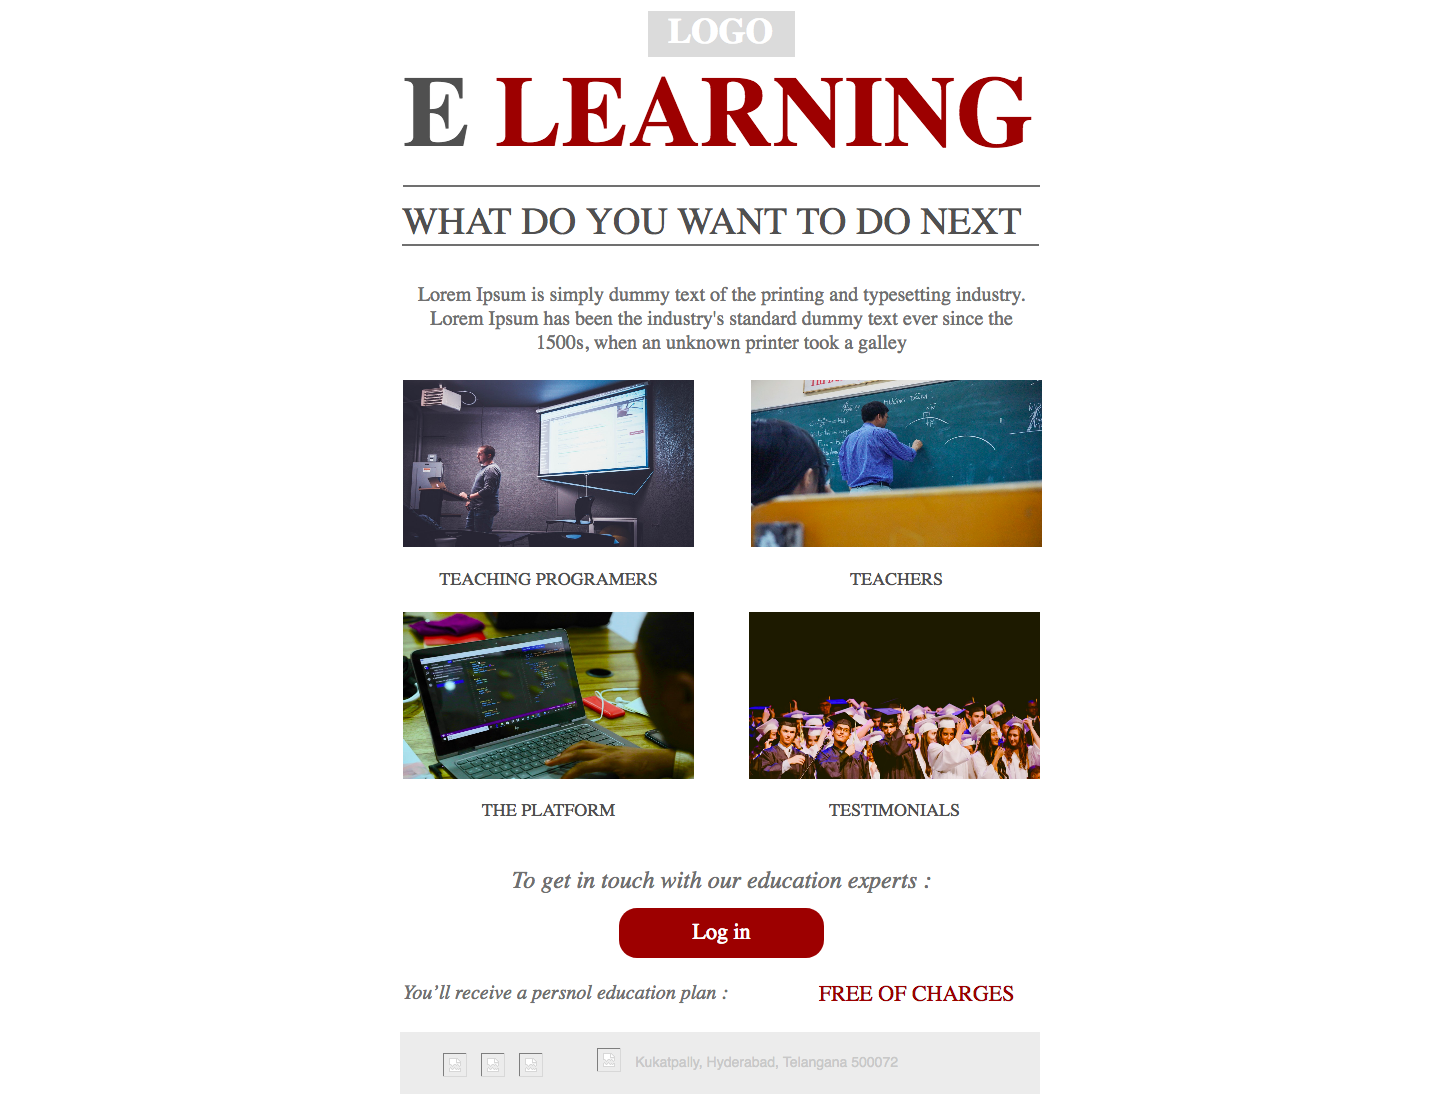 LOGO
E LEARNING
WHAT DO YOU WANT TO DO NEXT
Lorem Ipsum is simply dummy text of the printing and typesetting industry.
Lorem Ipsum has been the industry's standard dummy text ever since the
1500s, when an unknown printer took a galley
TEACHING PROGRAMERS
TEACHERS
THE PLATFORM
TESTIMONIALS
To get in touch with our education experts :
Log in
You’ll receive a persnol education plan :
FREE OF CHARGES
Kukatpally, Hyderabad, Telangana 500072